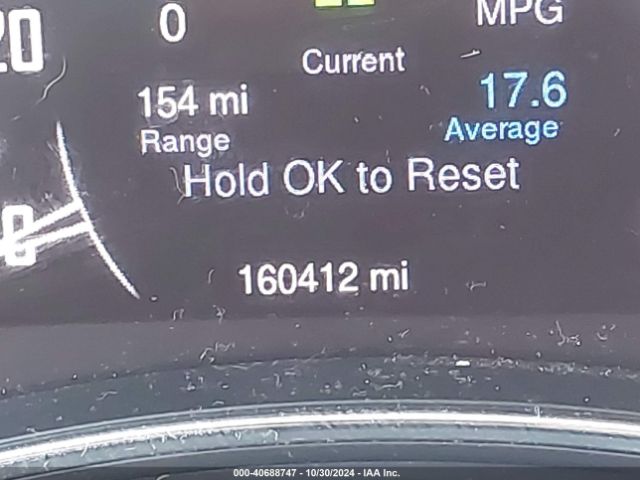 20
0
MPG
Current
154 mi
17.6
Range
Average
Hold OK to Reset
0
160412 mi
000-40688747 - 10/30/2024 - IAA Inc.